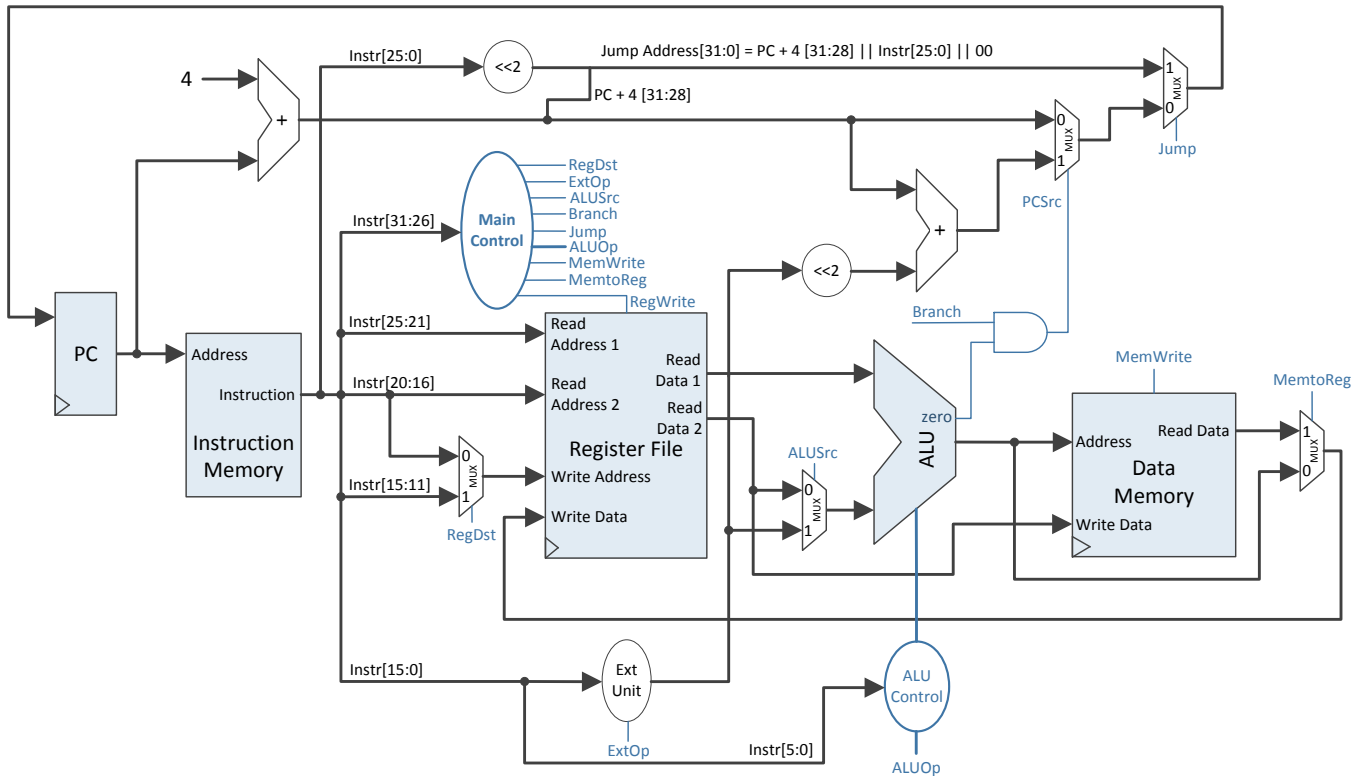 Instr[25:0]
<<2
Jump Address[31:0] = PC + 4 [31:28] || Instr[25:0] || 00
4
+
PC + 4 [31:28]
1
MUX
0
Jump
0
MUX
1
PCSrc
RegDst
ExtOp
ALUSrc
Branch
Jump
ALUOp
MemWrite
MemtoReg
RegWrite
Main
Control
Instr[31:26]
+
<<2
PC
Address
Instruction
Instruction
Memory
Instr[25:21]
Instr[20:16]
Instr[15:11]
0
MUX
1
RegDst
Read
Address 1
Read
Address 2
Read
Data 1
Read
Data 2
Register File
Write Address
Write Data
Branch
zero
ALU
ALUSrc
0
MUX
1
MemWrite
Address
Read Data
Data
Memory
Write Data
MemtoReg
1
MUX
0
Instr[15:0]
Ext
Unit
ExtOp
Instr[5:0]
ALU
Control
ALUOp